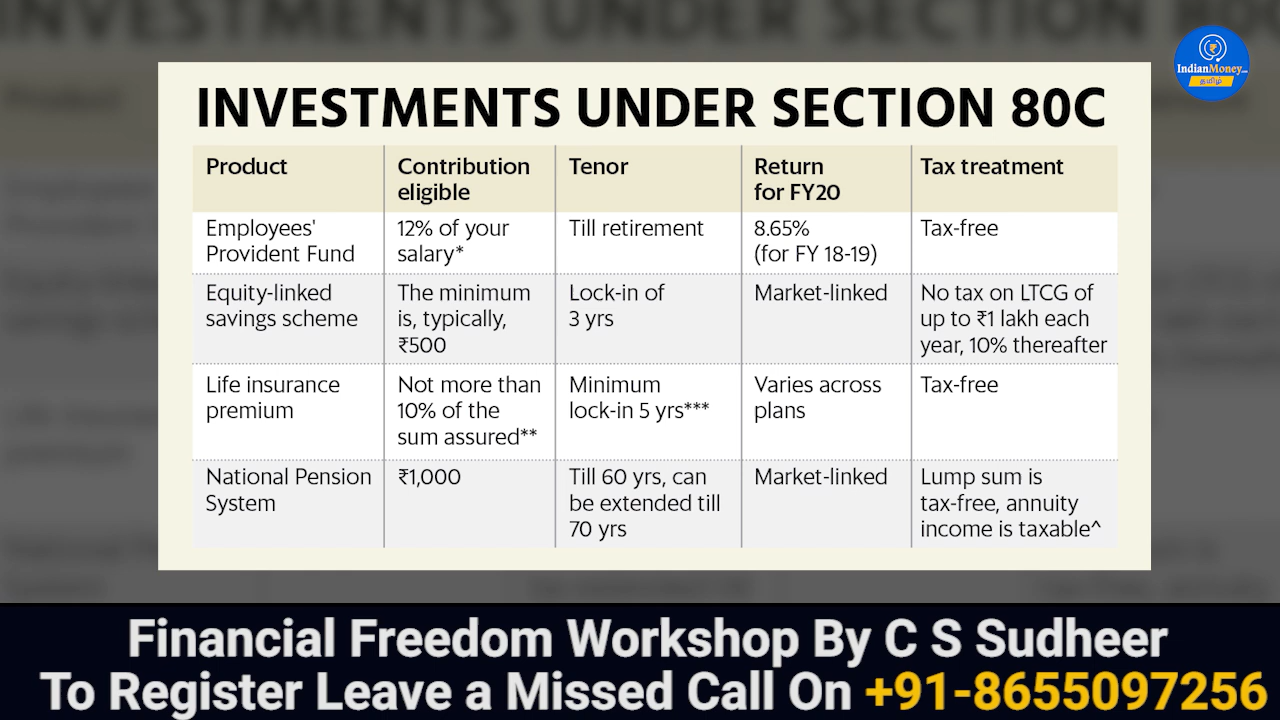 INVESTMENTS UNDER SECTION 80C
IndianMoney
தமிழ்
Product
Contribution
eligible
Tenor
Return
for FY20
Tax treatment
Employees'
Provident Fund
12% of your
salary*
Till retirement
8.65%
(for FY 18-19)
Tax-free
Equity-linked
savings scheme
The minimum
is, typically,
₹500
Lock-in of
3 yrs
Market-linked
No tax on LTCG of
up to ₹1 lakh each
year, 10% thereafter
Life insurance
premium
Not more than
10% of the
sum assured**
Minimum
lock-in 5 yrs***
Varies across
plans
Tax-free
National Pension
System
₹1,000
Till 60 yrs, can
be extended till
70 yrs
Market-linked
Lump sum is
tax-free, annuity
income is taxable^
Financial Freedom Workshop By C S Sudheer
To Register Leave a Missed Call On +91-8655097256